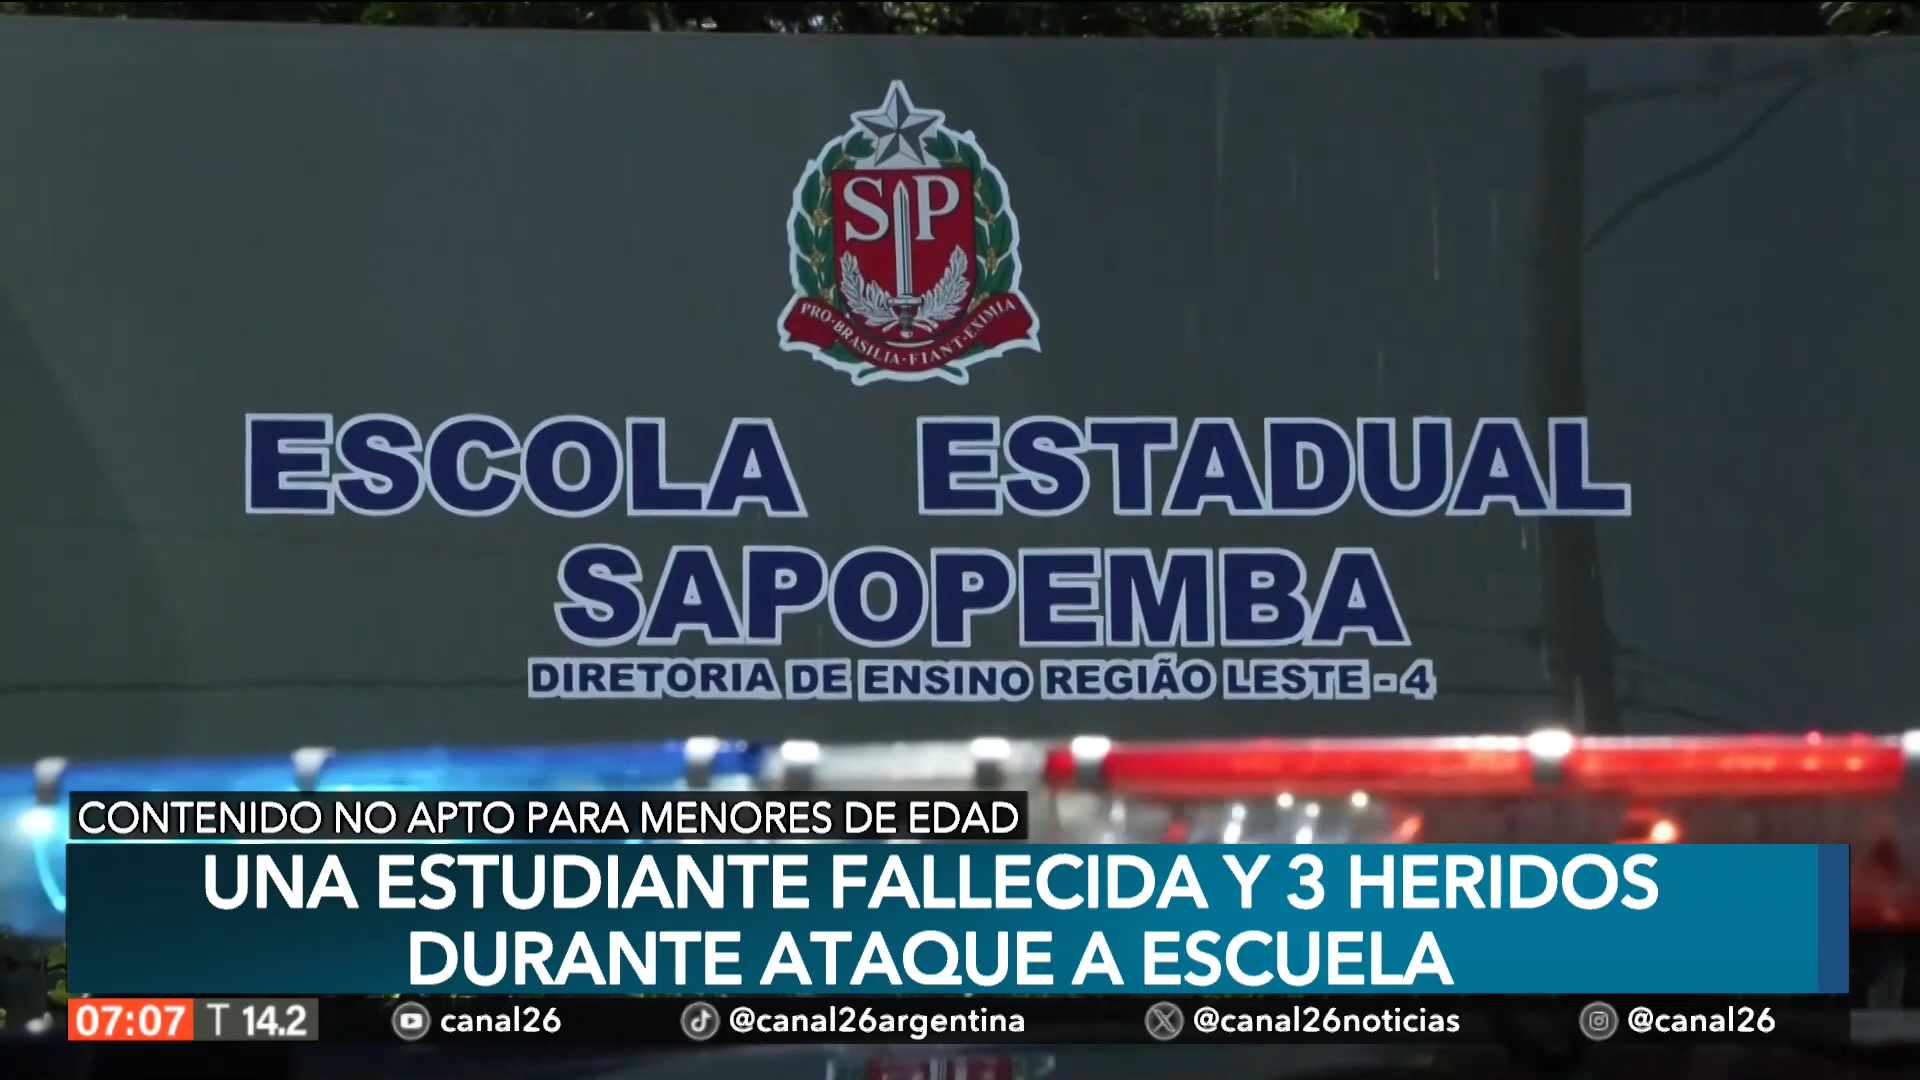 SP
PRO·BRASILIA·FIANT·EXIMIA
ESCOLA ESTADUAL
SAPOPEMBA
DIRETORIA DE ENSINO REGIÃO LESTE - 4
CONTENIDO NO APTO PARA MENORES DE EDAD
UNA ESTUDIANTE FALLECIDA Y 3 HERIDOS
DURANTE ATAQUE A ESCUELA
07:07 T 14.2 canal26 @canal26argentina @canal26noticias @canal26